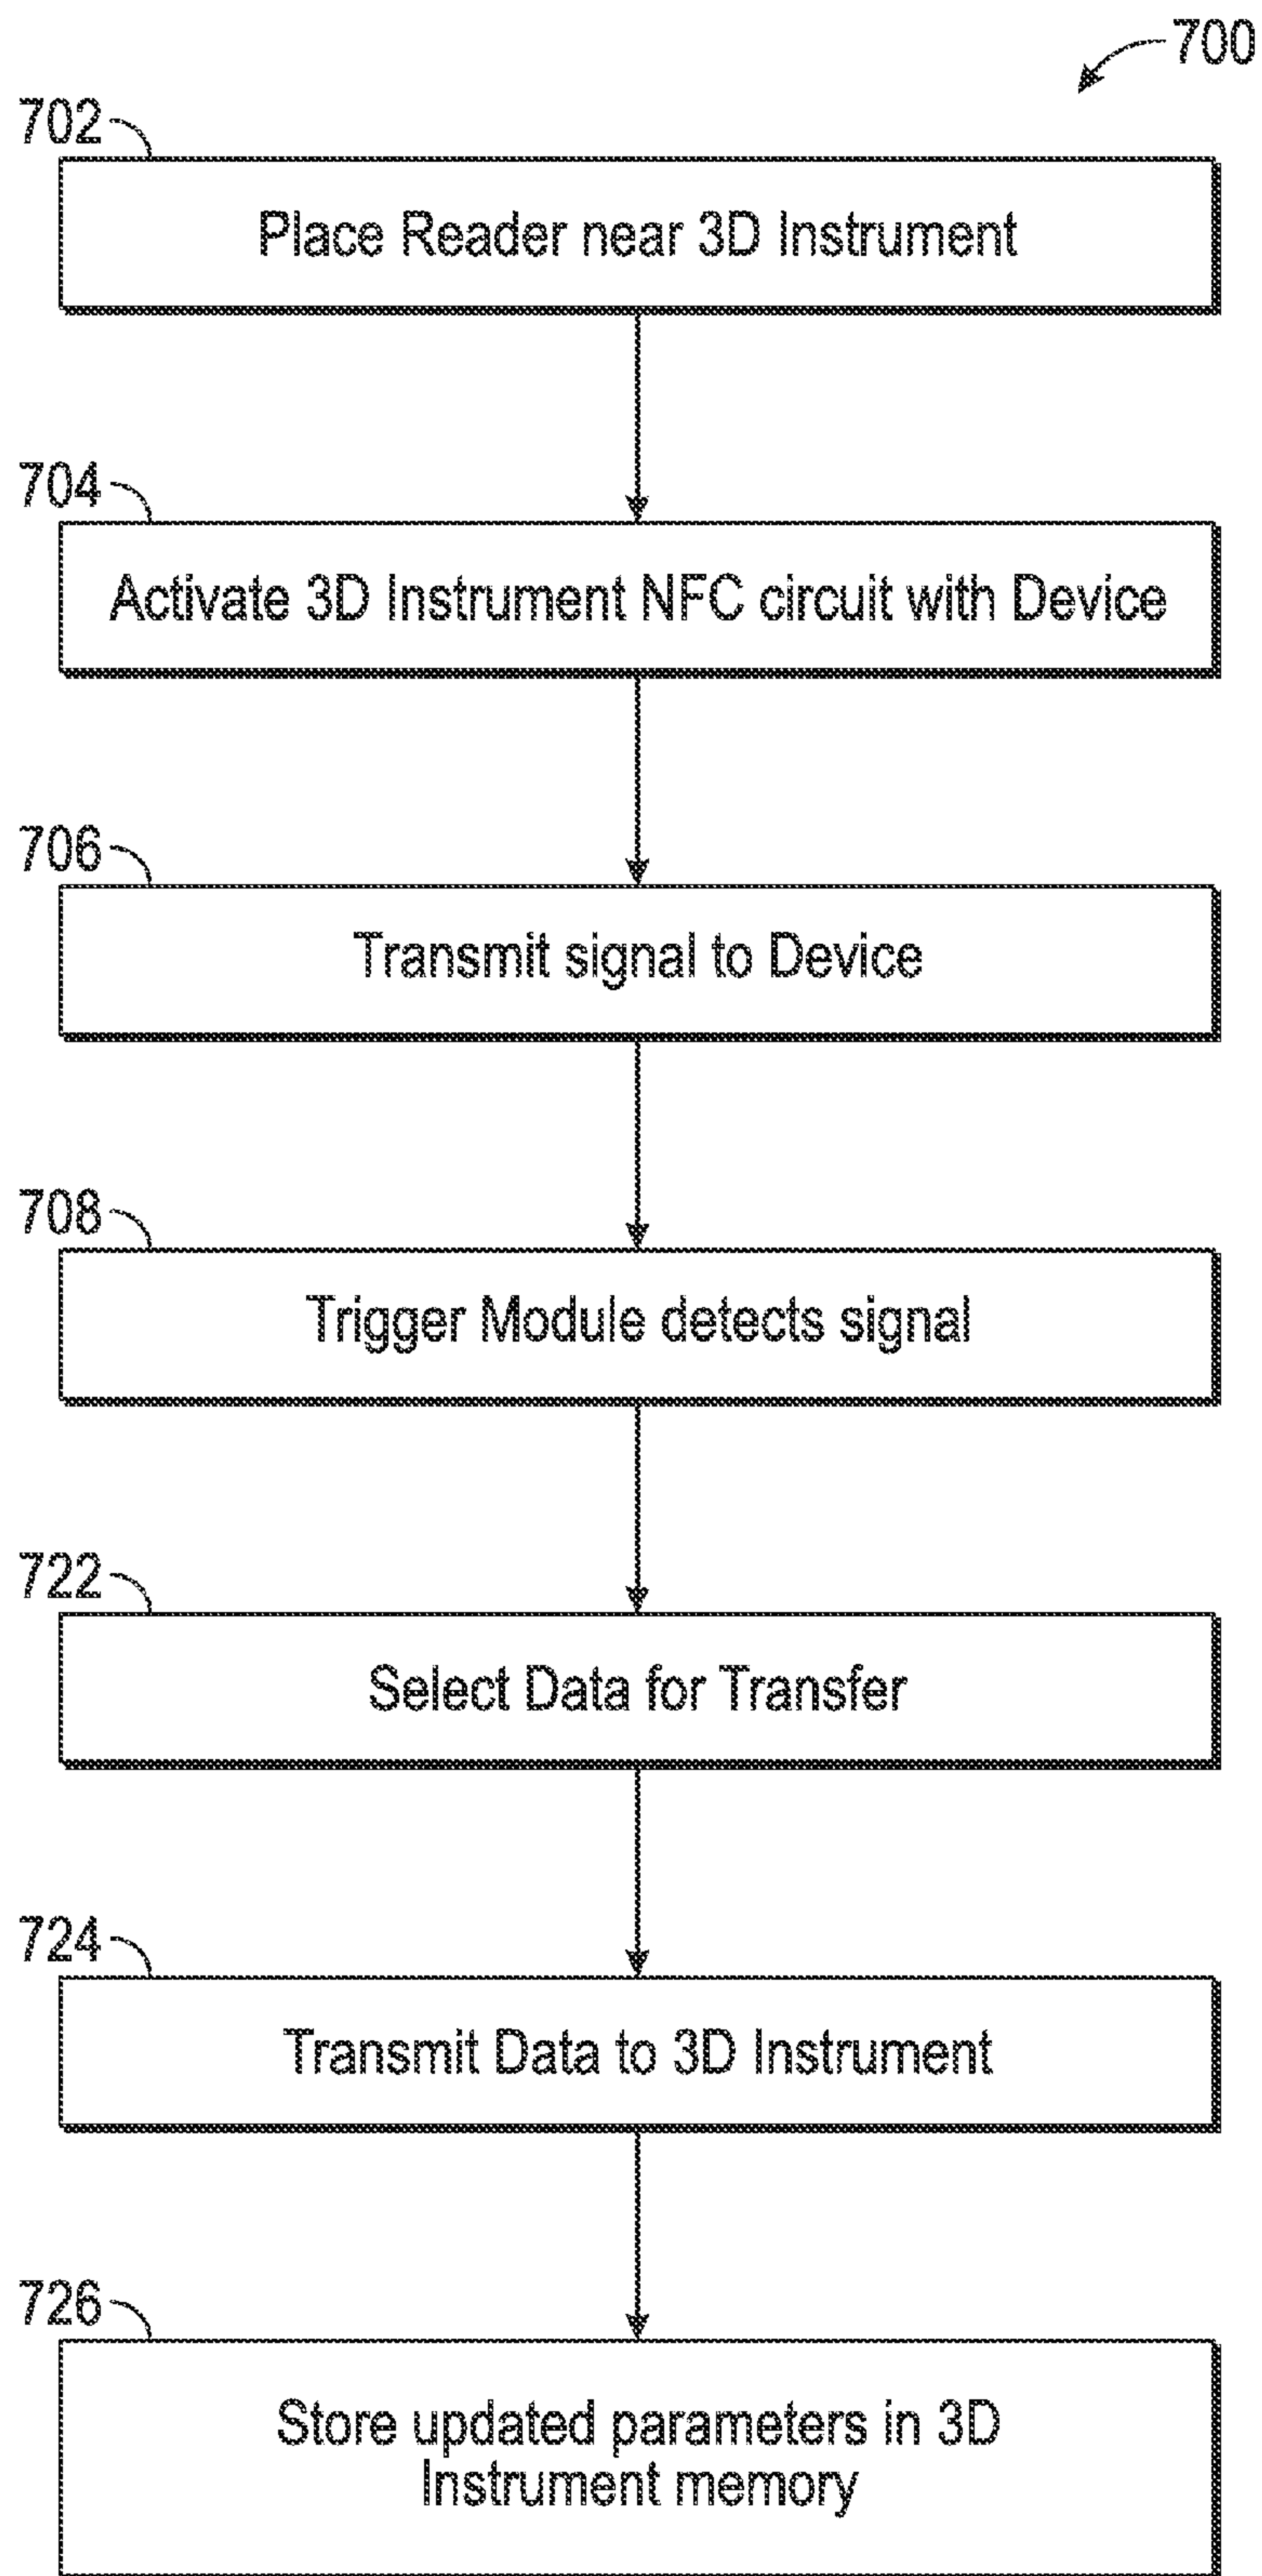 700
702
Place Reader near 3D Instrument
704
Activate 3D Instrument NFC circuit with Device
706
Transmit signal to Device
708
Trigger Module detects signal
722
Select Data for Transfer
724
Transmit Data to 3D Instrument
726
Store updated parameters in 3D
Instrument memory